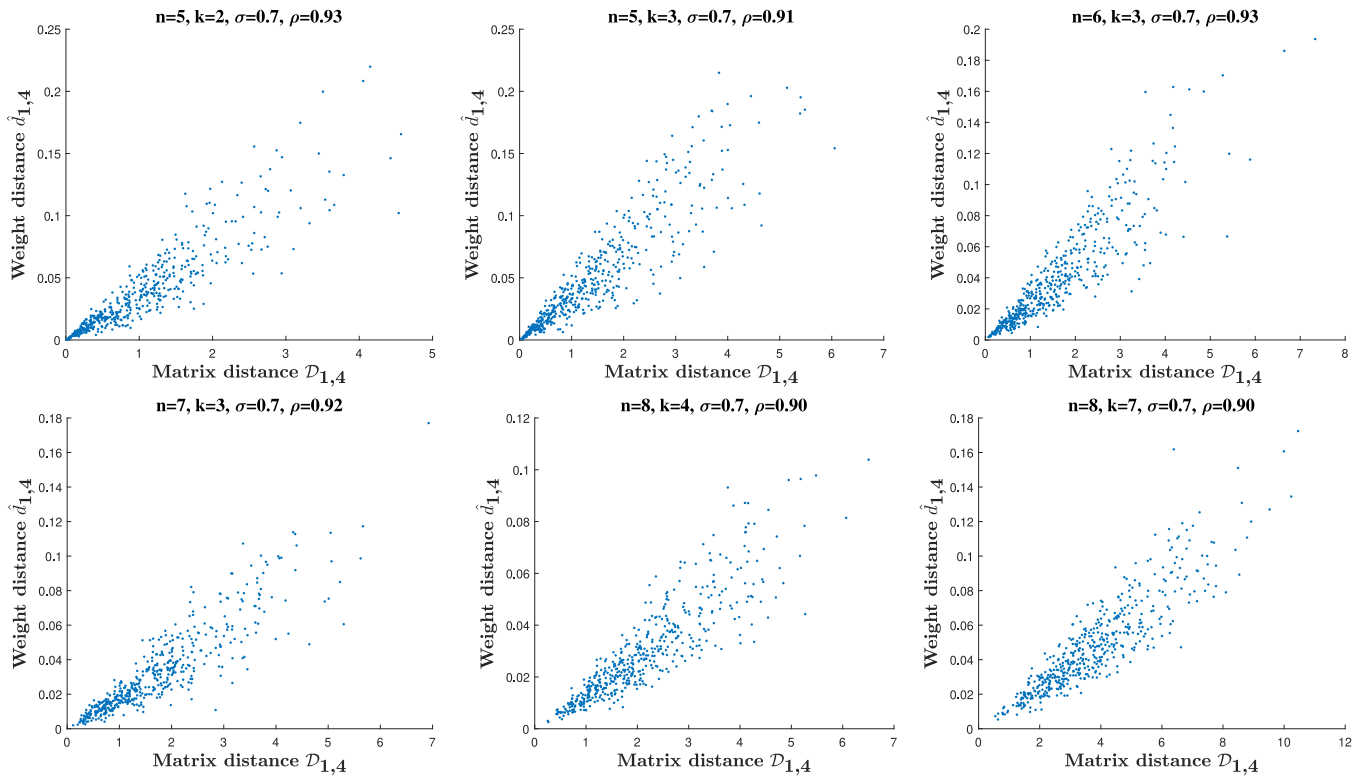 n=5, k=2, σ=0.7, ρ=0.93
0.25
0.2
0.15
0.1
0.05
0
Weight distance d̂1,4
0 1 2 3 4 5
Matrix distance 𝒟1,4
n=5, k=3, σ=0.7, ρ=0.91
0.25
0.2
0.15
0.1
0.05
0
Weight distance d̂1,4
0 1 2 3 4 5 6 7
Matrix distance 𝒟1,4
n=6, k=3, σ=0.7, ρ=0.93
0.2
0.18
0.16
0.14
0.12
0.1
0.08
0.06
0.04
0.02
0
Weight distance d̂1,4
0 1 2 3 4 5 6 7 8
Matrix distance 𝒟1,4
n=7, k=3, σ=0.7, ρ=0.92
0.18
0.16
0.14
0.12
0.1
0.08
0.06
0.04
0.02
0
Weight distance d̂1,4
0 1 2 3 4 5 6 7
Matrix distance 𝒟1,4
n=8, k=4, σ=0.7, ρ=0.90
0.12
0.1
0.08
0.06
0.04
0.02
0
Weight distance d̂1,4
0 1 2 3 4 5 6 7
Matrix distance 𝒟1,4
n=8, k=7, σ=0.7, ρ=0.90
0.18
0.16
0.14
0.12
0.1
0.08
0.06
0.04
0.02
0
Weight distance d̂1,4
0 2 4 6 8 10 12
Matrix distance 𝒟1,4